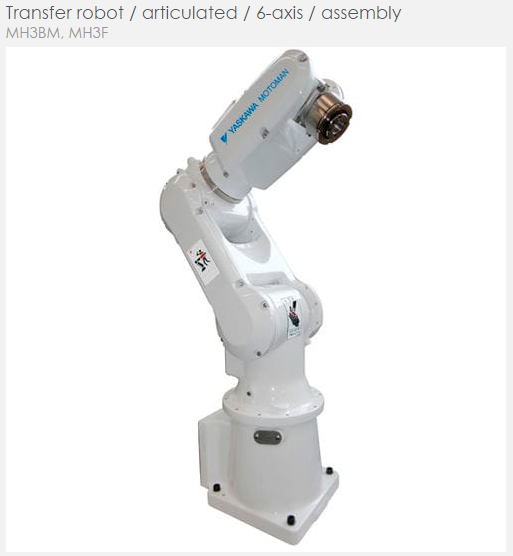 Transfer robot / articulated / 6-axis / assembly
MH3BM, MH3F
YASKAWA MOTOMAN